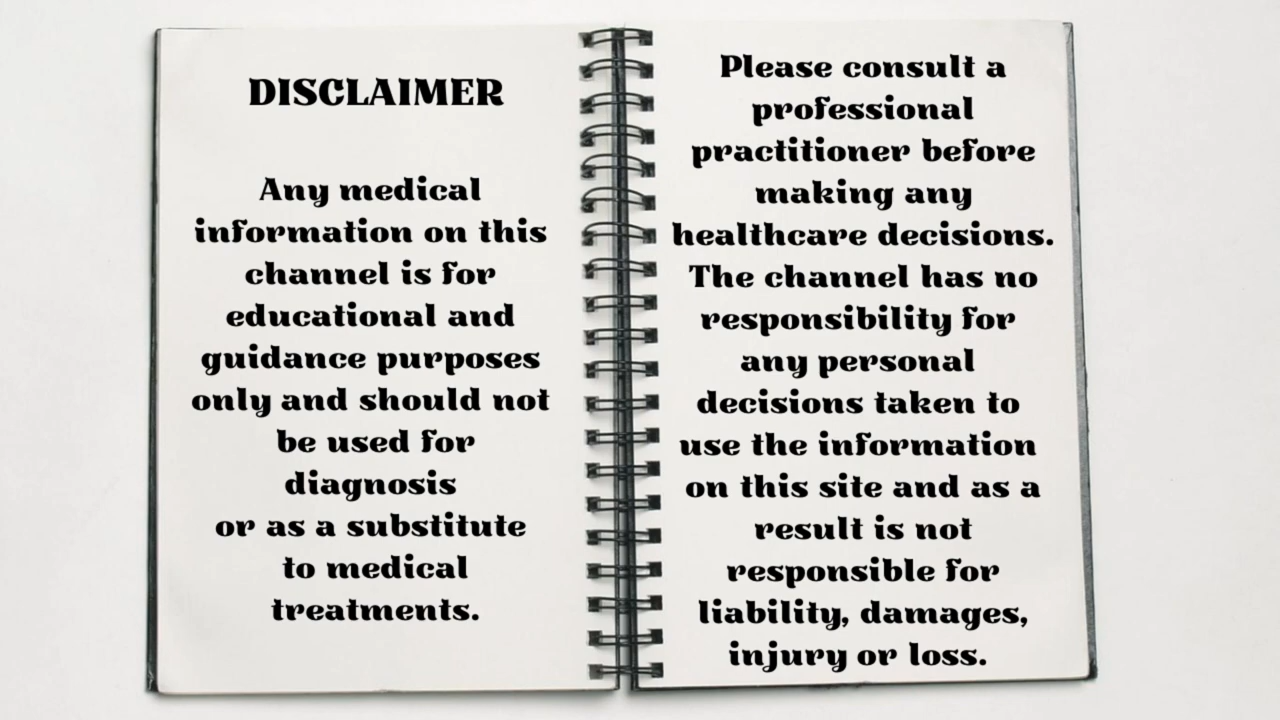 DISCLAIMER
Any medical
information on this
channel is for
educational and
guidance purposes
only and should not
be used for
diagnosis
or as a substitute
to medical
treatments.
Please consult a
professional
practitioner before
making any
healthcare decisions.
The channel has no
responsibility for
any personal
decisions taken to
use the information
on this site and as a
result is not
responsible for
liability, damages,
injury or loss.